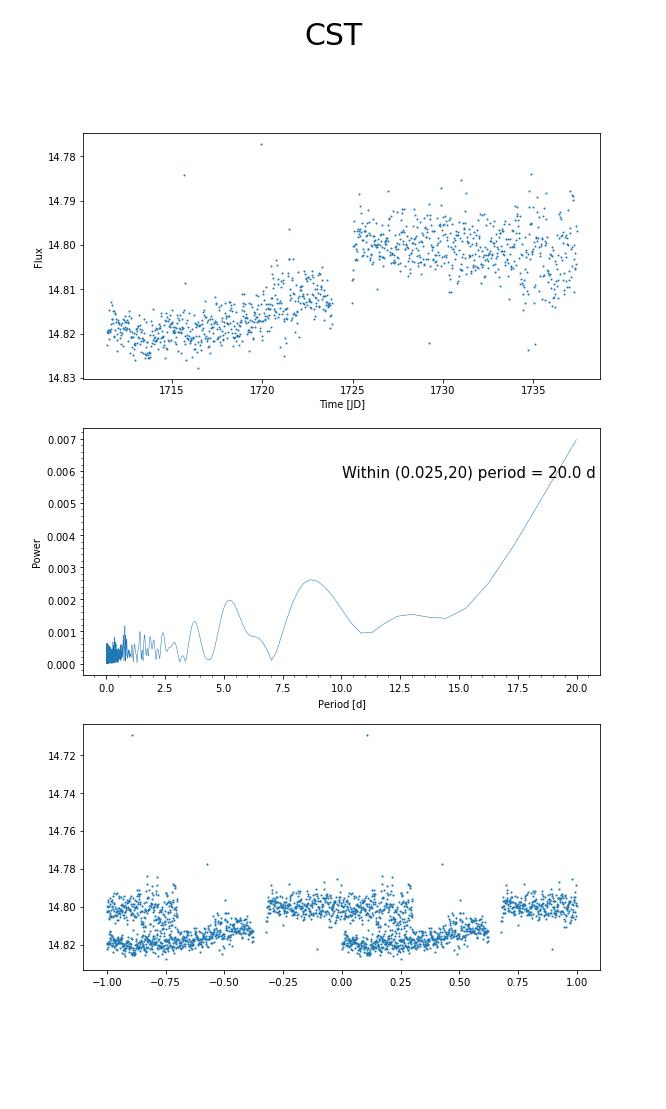 CST
14.78
14.79
14.80
14.81
14.82
14.83
Flux
1715 1720 1725 1730 1735
Time [JD]
0.007
0.006
0.005
0.004
0.003
0.002
0.001
0.000
Power
Within (0.025,20) period = 20.0 d
0.0 2.5 5.0 7.5 10.0 12.5 15.0 17.5 20.0
Period [d]
14.72
14.74
14.76
14.78
14.80
14.82
−1.00 −0.75 −0.50 −0.25 0.00 0.25 0.50 0.75 1.00